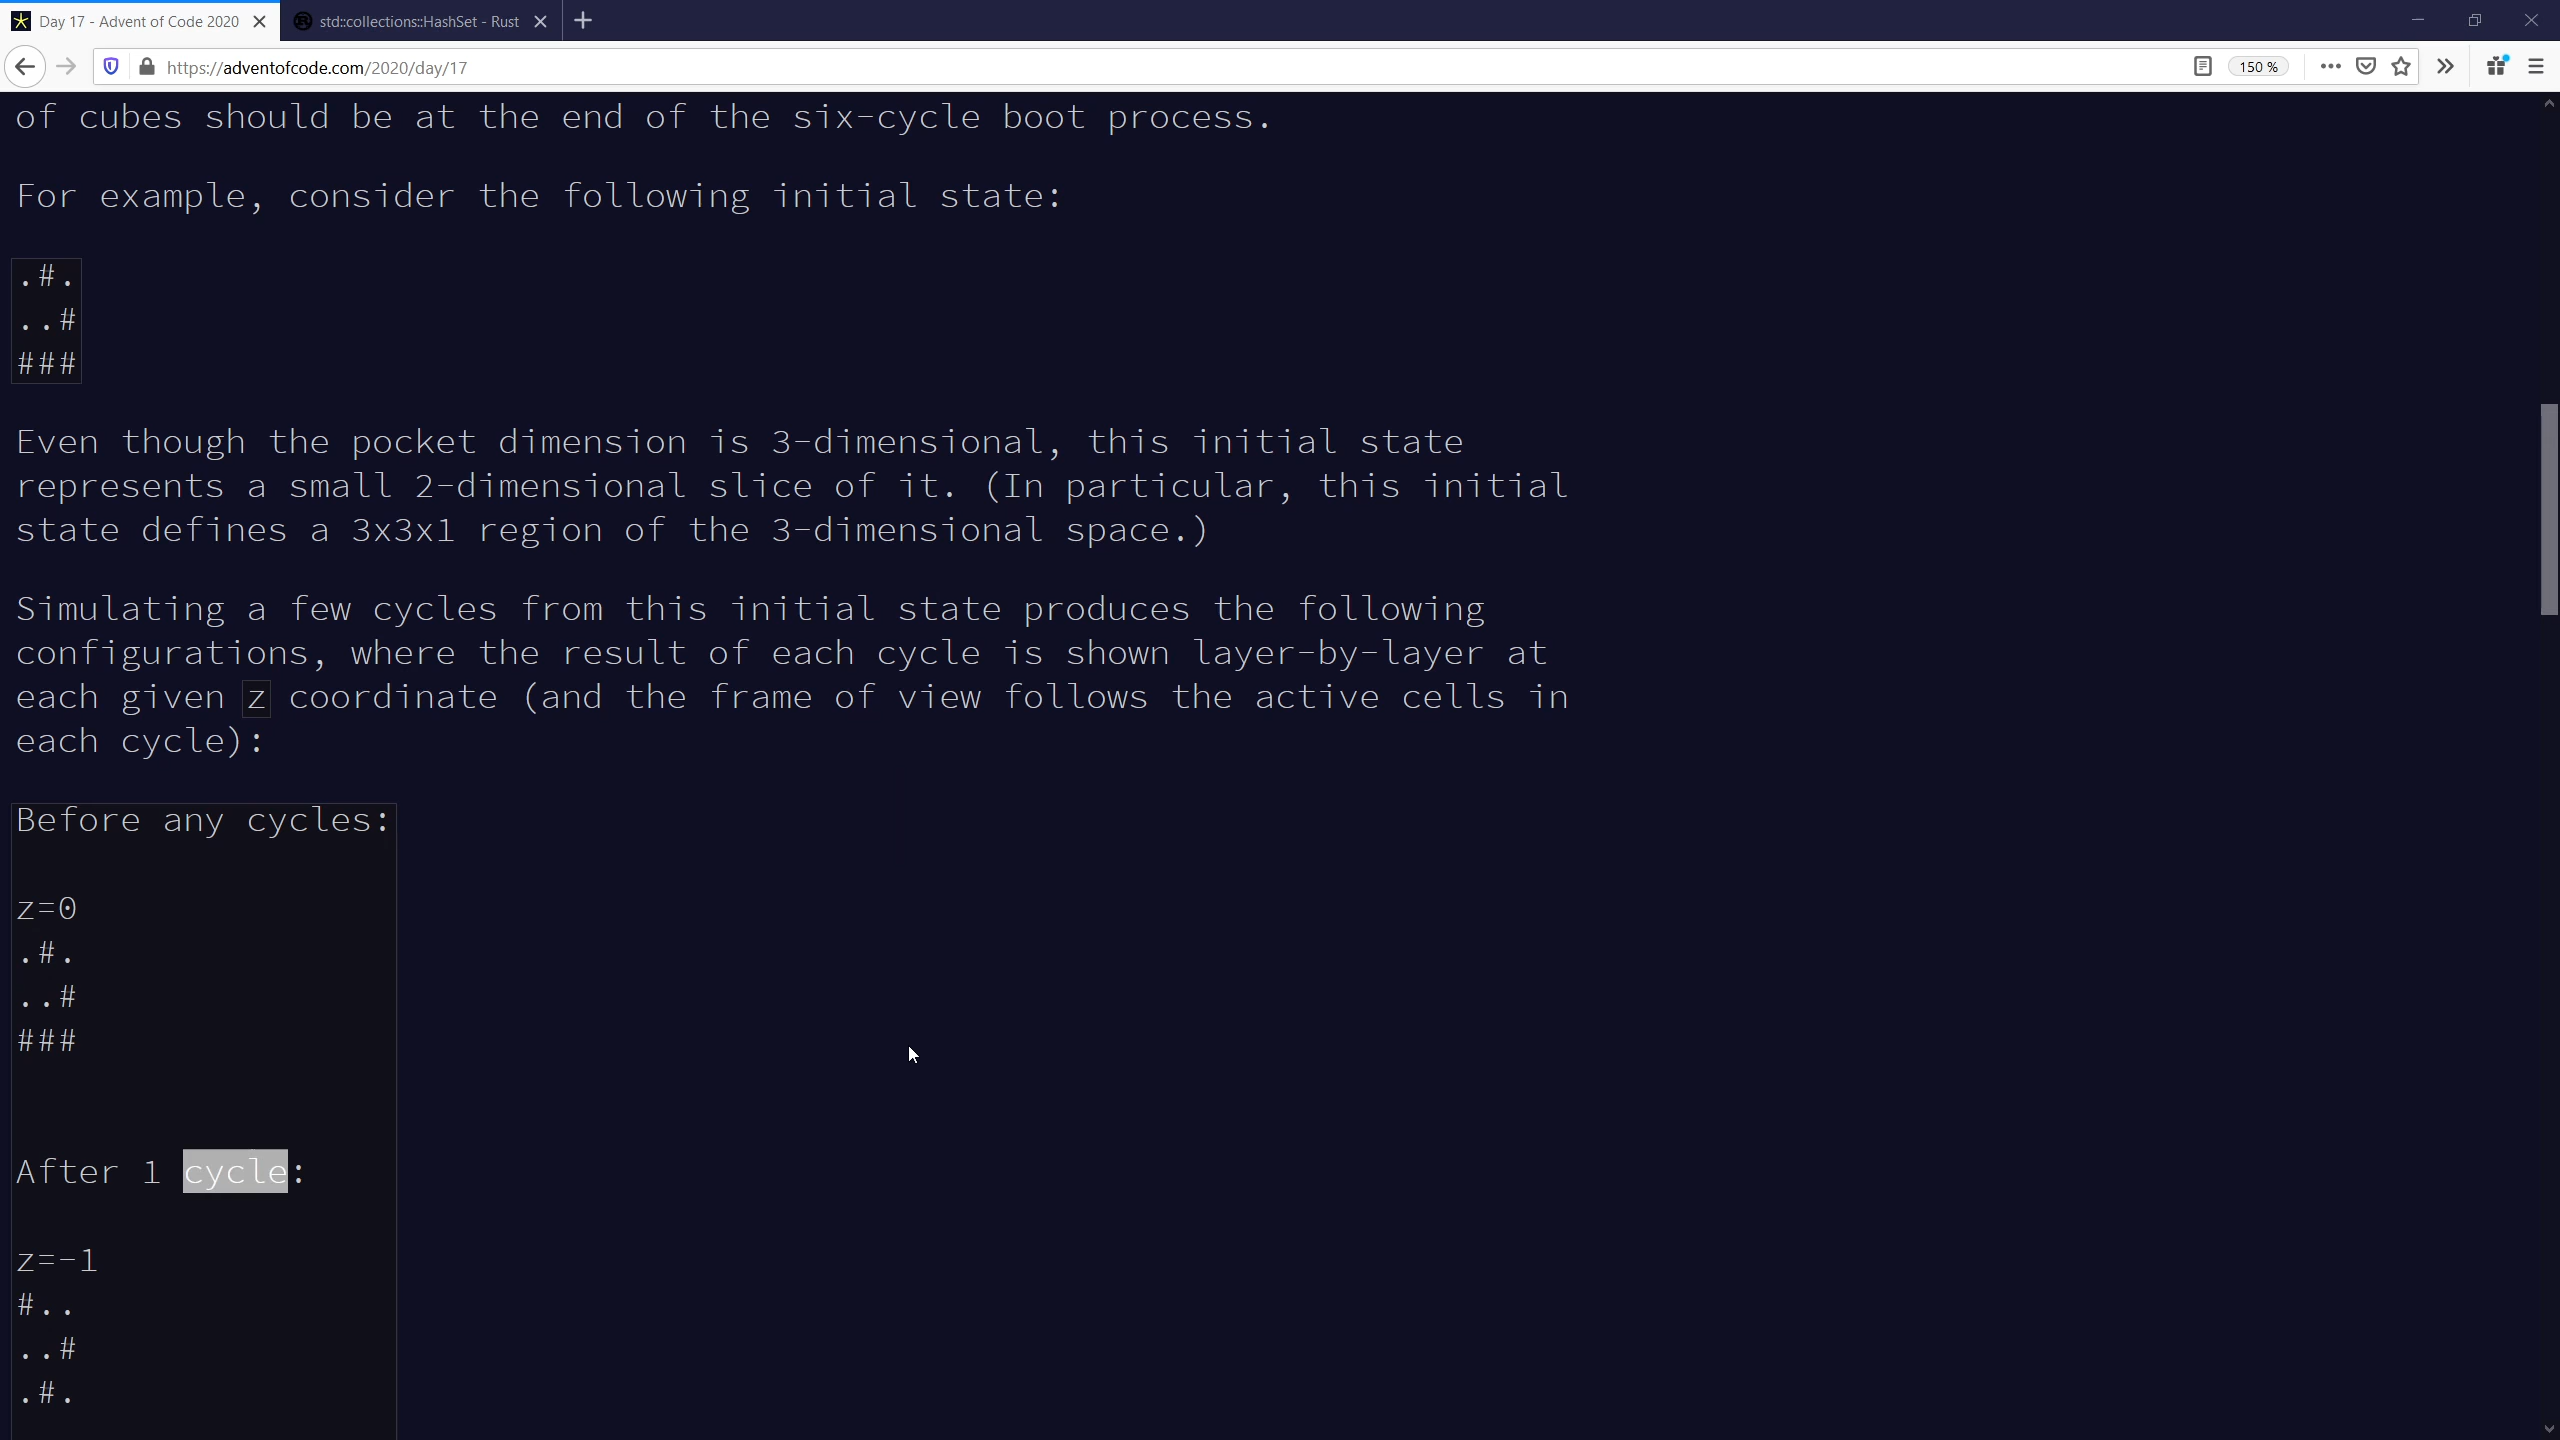 Day 17 - Advent of Code 2020
std::collections::HashSet - Rust
https://adventofcode.com/2020/day/17
150 %
of cubes should be at the end of the six-cycle boot process.
For example, consider the following initial state:
.#.
..#
###
Even though the pocket dimension is 3-dimensional, this initial state
represents a small 2-dimensional slice of it. (In particular, this initial
state defines a 3x3x1 region of the 3-dimensional space.)
Simulating a few cycles from this initial state produces the following
configurations, where the result of each cycle is shown layer-by-layer at
each given z coordinate (and the frame of view follows the active cells in
each cycle):
Before any cycles:
z=0
.#.
..#
###
After 1 cycle:
z=-1
#..
..#
.#.